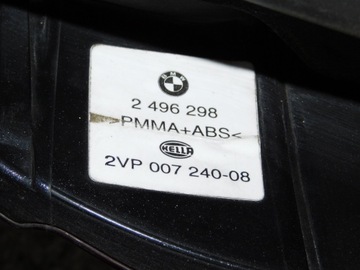 BMW
2 496 298
>PMMA+ABS<
HELLA
2VP 007 240-08